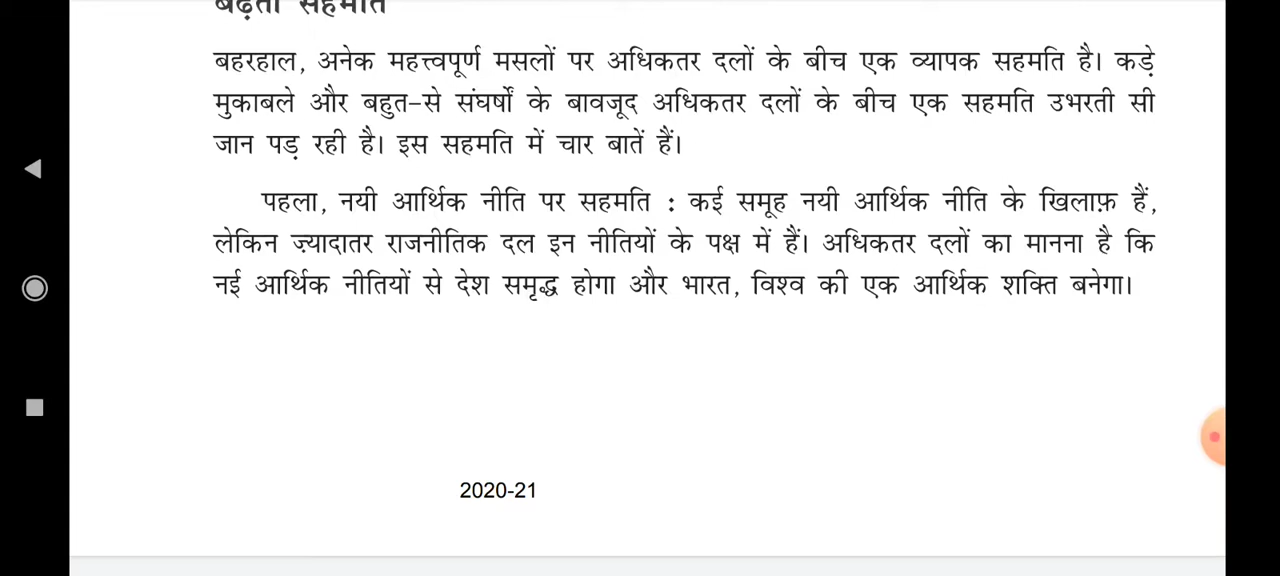 बढ़ती सहमति
बहरहाल, अनेक महत्त्वपूर्ण मसलों पर अधिकतर दलों के बीच एक व्यापक सहमति है। कड़े
मुकाबले और बहुत-से संघर्षों के बावजूद अधिकतर दलों के बीच एक सहमति उभरती सी
जान पड़ रही है। इस सहमति में चार बातें हैं।
पहला, नयी आर्थिक नीति पर सहमति : कई समूह नयी आर्थिक नीति के खिलाफ़ हैं,
लेकिन ज़्यादातर राजनीतिक दल इन नीतियों के पक्ष में हैं। अधिकतर दलों का मानना है कि
नई आर्थिक नीतियों से देश समृद्ध होगा और भारत, विश्व की एक आर्थिक शक्ति बनेगा।
2020-21